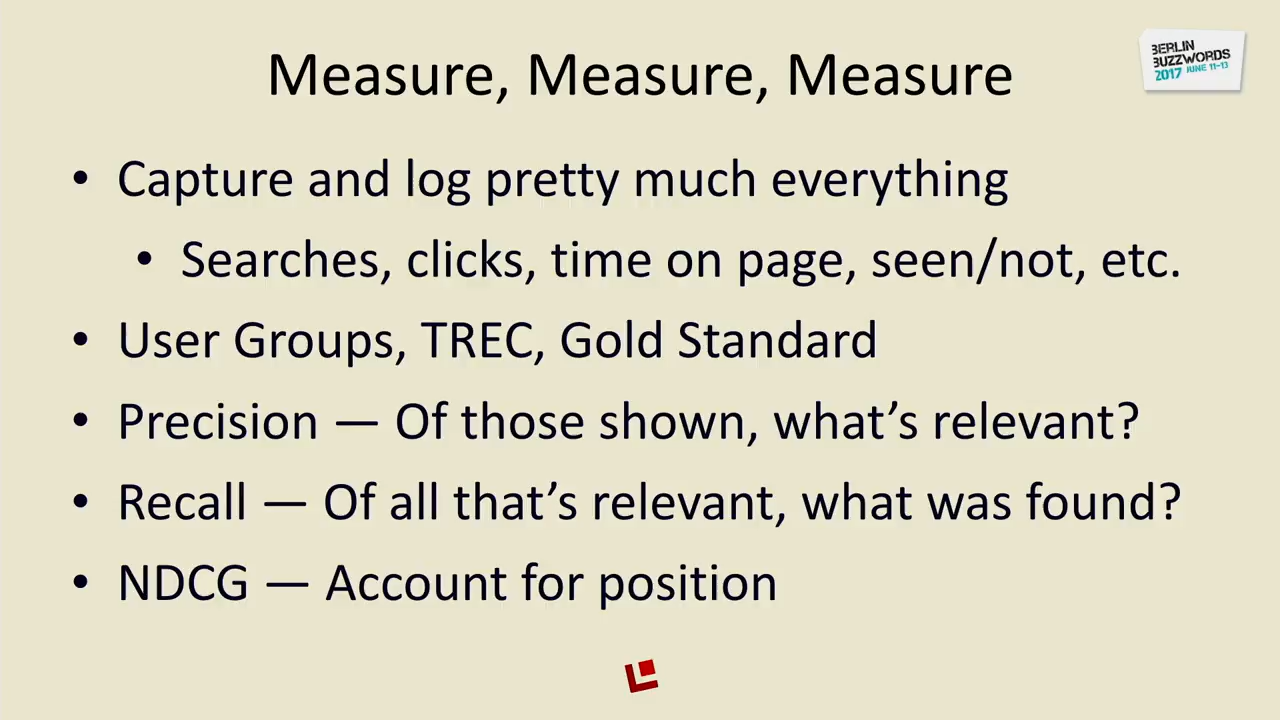 Measure, Measure, Measure
BERLIN
BUZZWORDS
2017 JUNE 11-13
• Capture and log pretty much everything
• Searches, clicks, time on page, seen/not, etc.
• User Groups, TREC, Gold Standard
• Precision — Of those shown, what’s relevant?
• Recall — Of all that’s relevant, what was found?
• NDCG — Account for position